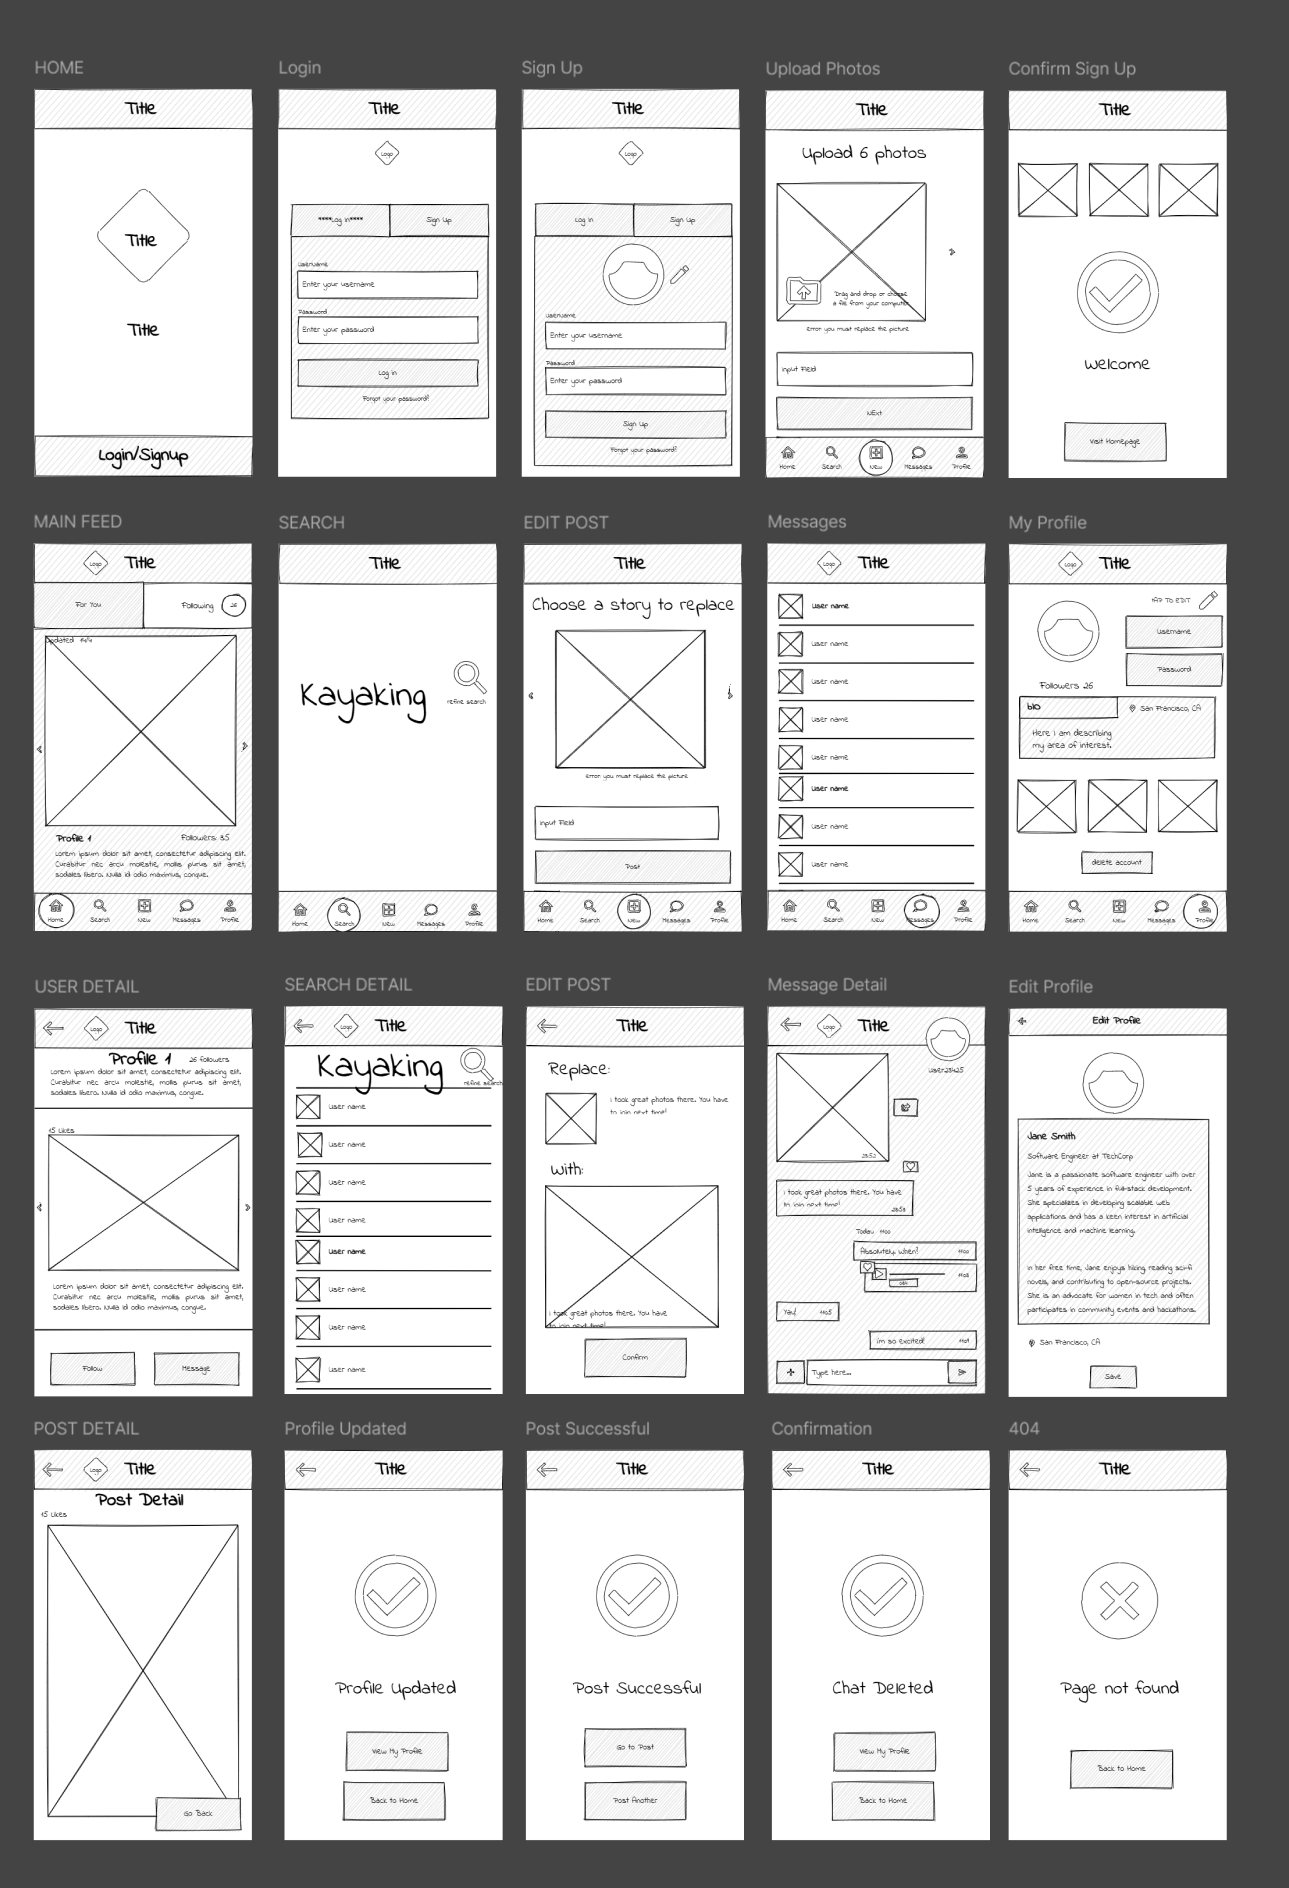 HOME
Title
Title
Title
Login/Signup
Login
Title
Logo
****Log In****
Sign Up
Username
Enter your username
Password
Enter your password
Log in
Forgot your password?
Sign Up
Title
Logo
Log in
Sign Up
Username
Enter your username
Password
Enter your password
Sign Up
Forgot your password?
Upload Photos
Title
Upload 6 photos
Drag and drop or choose
a file from your computer
error: you must replace the picture
Input Field
NExt
Home
Search
New
Messages
Profile
Confirm Sign Up
Title
Welcome
Visit Homepage
MAIN FEED
Logo
Title
For You
Following
26
Updated 14/4
Profile 1
Followers: 35
Lorem ipsum dolor sit amet, consectetur adipiscing elit.
Curabitur nec arcu molestie, mollis purus sit amet,
sodales libero. Nulla id odio maximus, congue.
Home
Search
New
Messages
Profile
SEARCH
Title
Kayaking
refine search
Home
Search
New
Messages
Profile
EDIT POST
Title
Choose a story to replace
error: you must replace the picture
Input Field
Post
Home
Search
New
Messages
Profile
Messages
Logo
Title
User name
User name
User name
User name
User name
User name
User name
User name
Home
Search
New
Messages
Profile
My Profile
Logo
Title
TAP TO EDIT
Username
Password
Followers 26
bio
San Francisco, CA
Here I am describing
my area of interest.
delete account
Home
Search
New
Messages
Profile
USER DETAIL
Logo
Title
Profile 1
26 followers
Lorem ipsum dolor sit amet, consectetur adipiscing elit.
Curabitur nec arcu molestie, mollis purus sit amet,
sodales libero. Nulla id odio maximus, congue.
15 Likes
Lorem ipsum dolor sit amet, consectetur adipiscing elit.
Curabitur nec arcu molestie, mollis purus sit amet,
sodales libero. Nulla id odio maximus, congue.
Follow
Message
SEARCH DETAIL
Logo
Title
Kayaking
refine search
User name
User name
User name
User name
User name
User name
User name
User name
EDIT POST
Title
Replace:
I took great photos there. You have
to join next time!
With:
I took great photos there. You have
to join next time!
Confirm
Message Detail
Logo
Title
User23425
I took great photos there. You have
to join next time!
Today 11:00
Absolutely, when?
11:00
11:03
Yay!
11:05
im so excited!
Type here...
Edit Profile
Edit Profile
Jane Smith
Software Engineer at TechCorp
Jane is a passionate software engineer with over
5 years of experience in full-stack development.
She specializes in developing scalable web
applications and has a keen interest in artificial
intelligence and machine learning.
In her free time, Jane enjoys hiking, reading sci-fi
novels, and contributing to open-source projects.
She is an advocate for women in tech and often
participates in community events and hackathons.
San Francisco, CA
Save
POST DETAIL
Logo
Title
Post Detail
15 Likes
Go Back
Profile Updated
Title
Profile Updated
View My Profile
Back to Home
Post Successful
Title
Post Successful
Go to Post
Post Another
Confirmation
Title
Chat Deleted
View My Profile
Back to Home
404
Title
Page not found
Back to Home